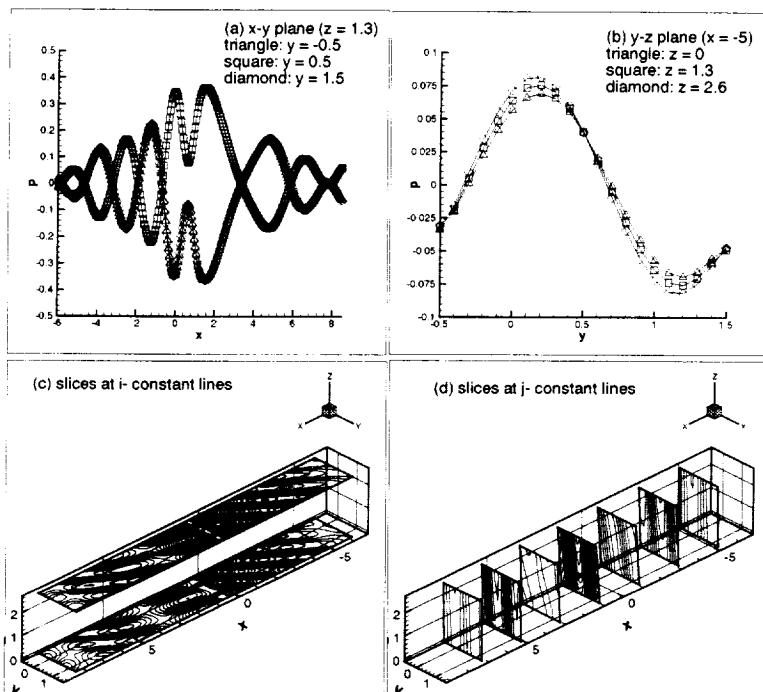 (a) x-y plane (z = 1.3)
triangle: y = -0.5
square: y = 0.5
diamond: y = 1.5
0.5
0.4
0.3
0.2
0.1
0
-0.1
-0.2
-0.3
-0.4
-0.5
p
-6
-4
-2
0
2
4
6
8
x
(b) y-z plane (x = -5)
triangle: z = 0
square: z = 1.3
diamond: z = 2.6
0.1
0.075
0.05
0.025
0
-0.025
-0.05
-0.075
-0.1
p
-0.5
0
0.5
1
1.5
y
(c) slices at i- constant lines
z
x
Y
2
1
0
1
5
0
-5
x
(d) slices at j- constant lines
z
x
Y
2
1
0
1
5
0
-5
x